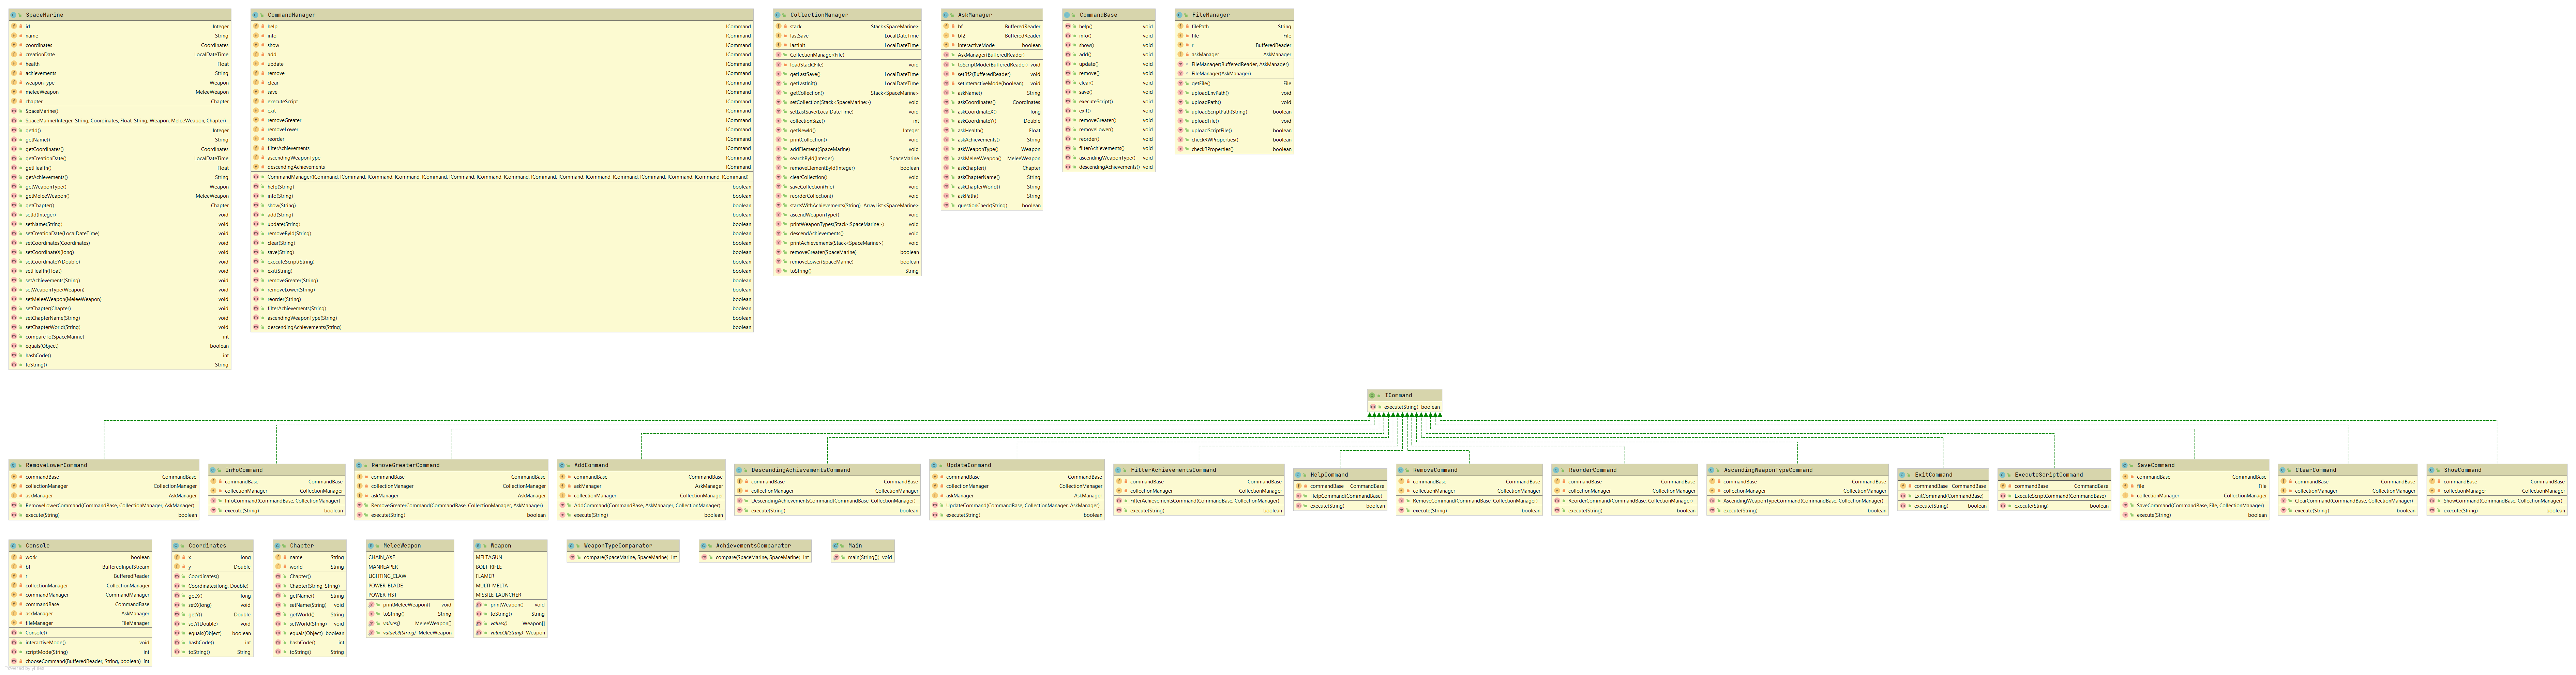 SpaceMarine
id Integer
name String
coordinates Coordinates
creationDate LocalDateTime
health Float
achievements String
weaponType Weapon
meleeWeapon MeleeWeapon
chapter Chapter
SpaceMarine()
SpaceMarine(Integer, String, Coordinates, Float, String, Weapon, MeleeWeapon, Chapter)
getId() Integer
getName() String
getCoordinates() Coordinates
getCreationDate() LocalDateTime
getHealth() Float
getAchievements() String
getWeaponType() Weapon
getMeleeWeapon() MeleeWeapon
getChapter() Chapter
setId(Integer) void
setName(String) void
setCreationDate(LocalDateTime) void
setCoordinates(Coordinates) void
setCoordinateX(long) void
setCoordinateY(Double) void
setHealth(Float) void
setAchievements(String) void
setWeaponType(Weapon) void
setMeleeWeapon(MeleeWeapon) void
setChapter(Chapter) void
setChapterName(String) void
setChapterWorld(String) void
compareTo(SpaceMarine) int
equals(Object) boolean
hashCode() int
toString() String
CommandManager
help ICommand
info ICommand
show ICommand
add ICommand
update ICommand
remove ICommand
clear ICommand
save ICommand
executeScript ICommand
exit ICommand
removeGreater ICommand
removeLower ICommand
reorder ICommand
filterAchievements ICommand
ascendingWeaponType ICommand
descendingAchievements ICommand
CommandManager(ICommand, ICommand, ICommand, ICommand, ICommand, ICommand, ICommand, ICommand, ICommand, ICommand, ICommand, ICommand, ICommand, ICommand, ICommand, ICommand)
help(String) boolean
info(String) boolean
show(String) boolean
add(String) boolean
update(String) boolean
removeById(String) boolean
clear(String) boolean
save(String) boolean
executeScript(String) boolean
exit(String) boolean
removeGreater(String) boolean
removeLower(String) boolean
reorder(String) boolean
filterAchievements(String) boolean
ascendingWeaponType(String) boolean
descendingAchievements(String) boolean
CollectionManager
stack Stack<SpaceMarine>
lastSave LocalDateTime
lastInit LocalDateTime
CollectionManager(File)
loadStack(File) void
getLastSave() LocalDateTime
getLastInit() LocalDateTime
getCollection() Stack<SpaceMarine>
setCollection(Stack<SpaceMarine>) void
setLastSave(LocalDateTime) void
collectionSize() int
getNewId() Integer
printCollection() void
addElement(SpaceMarine) void
searchById(Integer) SpaceMarine
removeElementById(Integer) boolean
clearCollection() void
saveCollection(File) void
reorderCollection() void
startsWithAchievements(String) ArrayList<SpaceMarine>
ascendWeaponType() void
printWeaponTypes(Stack<SpaceMarine>) void
descendAchievements() void
printAchievements(Stack<SpaceMarine>) void
removeGreater(SpaceMarine) boolean
removeLower(SpaceMarine) boolean
toString() String
AskManager
bf BufferedReader
bf2 BufferedReader
interactiveMode boolean
AskManager(BufferedReader)
toScriptMode(BufferedReader) void
setBf2(BufferedReader) void
setInteractiveMode(boolean) void
askName() String
askCoordinates() Coordinates
askCoordinateX() long
askCoordinateY() Double
askHealth() Float
askAchievements() String
askWeaponType() Weapon
askMeleeWeapon() MeleeWeapon
askChapter() Chapter
askChapterName() String
askChapterWorld() String
askPath() String
questionCheck(String) boolean
CommandBase
help() void
info() void
show() void
add() void
update() void
remove() void
clear() void
save() void
executeScript() void
exit() void
removeGreater() void
removeLower() void
reorder() void
filterAchievements() void
ascendingWeaponType() void
descendingAchievements() void
FileManager
filePath String
file File
r BufferedReader
askManager AskManager
FileManager(BufferedReader, AskManager)
FileManager(AskManager)
getFile() File
uploadEnvPath() void
uploadPath() void
uploadScriptPath(String) boolean
uploadFile() void
uploadScriptFile() boolean
checkRWProperties() boolean
checkRProperties() boolean
ICommand
execute(String) boolean
RemoveLowerCommand
commandBase CommandBase
collectionManager CollectionManager
askManager AskManager
RemoveLowerCommand(CommandBase, CollectionManager, AskManager)
execute(String) boolean
InfoCommand
commandBase CommandBase
collectionManager CollectionManager
InfoCommand(CommandBase, CollectionManager)
execute(String) boolean
RemoveGreaterCommand
commandBase CommandBase
collectionManager CollectionManager
askManager AskManager
RemoveGreaterCommand(CommandBase, CollectionManager, AskManager)
execute(String) boolean
AddCommand
commandBase CommandBase
askManager AskManager
collectionManager CollectionManager
AddCommand(CommandBase, AskManager, CollectionManager)
execute(String) boolean
DescendingAchievementsCommand
commandBase CommandBase
collectionManager CollectionManager
DescendingAchievementsCommand(CommandBase, CollectionManager)
execute(String) boolean
UpdateCommand
commandBase CommandBase
collectionManager CollectionManager
askManager AskManager
UpdateCommand(CommandBase, CollectionManager, AskManager)
execute(String) boolean
FilterAchievementsCommand
commandBase CommandBase
collectionManager CollectionManager
FilterAchievementsCommand(CommandBase, CollectionManager)
execute(String) boolean
HelpCommand
commandBase CommandBase
HelpCommand(CommandBase)
execute(String) boolean
RemoveCommand
commandBase CommandBase
collectionManager CollectionManager
RemoveCommand(CommandBase, CollectionManager)
execute(String) boolean
ReorderCommand
commandBase CommandBase
collectionManager CollectionManager
ReorderCommand(CommandBase, CollectionManager)
execute(String) boolean
AscendingWeaponTypeCommand
commandBase CommandBase
collectionManager CollectionManager
AscendingWeaponTypeCommand(CommandBase, CollectionManager)
execute(String) boolean
ExitCommand
commandBase CommandBase
ExitCommand(CommandBase)
execute(String) boolean
ExecuteScriptCommand
commandBase CommandBase
ExecuteScriptCommand(CommandBase)
execute(String) boolean
SaveCommand
commandBase CommandBase
file File
collectionManager CollectionManager
SaveCommand(CommandBase, File, CollectionManager)
execute(String) boolean
ClearCommand
commandBase CommandBase
collectionManager CollectionManager
ClearCommand(CommandBase, CollectionManager)
execute(String) boolean
ShowCommand
commandBase CommandBase
collectionManager CollectionManager
ShowCommand(CommandBase, CollectionManager)
execute(String) boolean
Console
work boolean
bf BufferedInputStream
r BufferedReader
collectionManager CollectionManager
commandManager CommandManager
commandBase CommandBase
askManager AskManager
fileManager FileManager
Console()
interactiveMode() void
scriptMode(String) int
chooseCommand(BufferedReader, String, boolean) int
Coordinates
x long
y Double
Coordinates()
Coordinates(long, Double)
getX() long
setX(long) void
getY() Double
setY(Double) void
equals(Object) boolean
hashCode() int
toString() String
Chapter
name String
world String
Chapter()
Chapter(String, String)
getName() String
setName(String) void
getWorld() String
setWorld(String) void
equals(Object) boolean
hashCode() int
toString() String
MeleeWeapon
CHAIN_AXE
MANREAPER
LIGHTING_CLAW
POWER_BLADE
POWER_FIST
printMeleeWeapon() void
toString() String
values() MeleeWeapon[]
valueOf(String) MeleeWeapon
Weapon
MELTAGUN
BOLT_RIFLE
FLAMER
MULTI_MELTA
MISSILE_LAUNCHER
printWeapon() void
toString() String
values() Weapon[]
valueOf(String) Weapon
WeaponTypeComparator
compare(SpaceMarine, SpaceMarine) int
AchievementsComparator
compare(SpaceMarine, SpaceMarine) int
Main
main(String[]) void